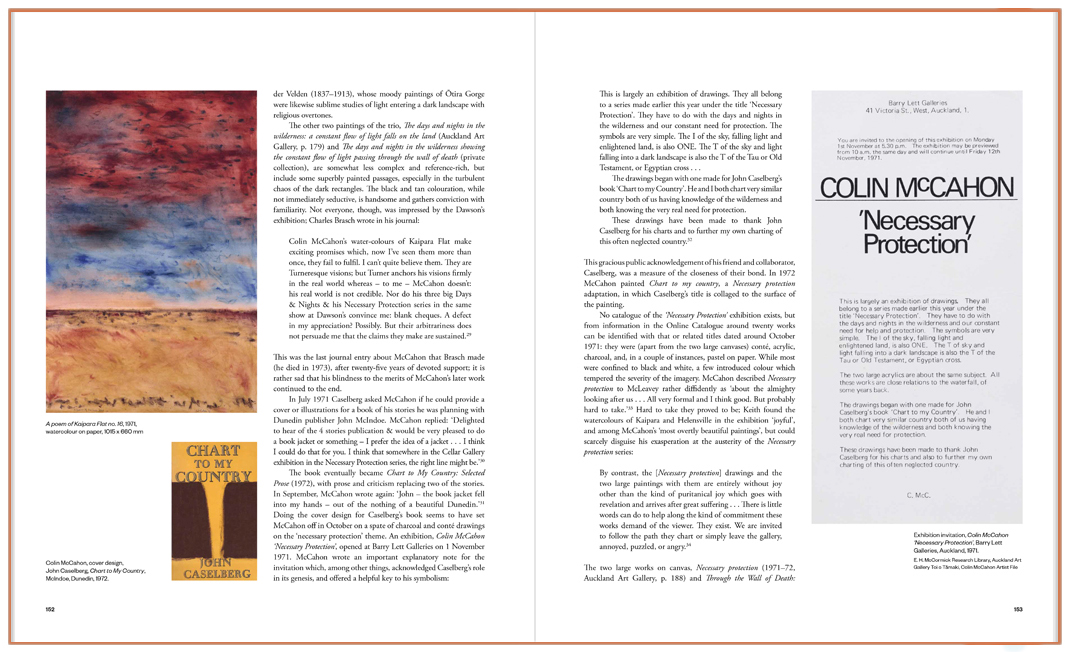 der Velden (1837–1913), whose moody paintings of Ōtira Gorge
were likewise sublime studies of light entering a dark landscape with
religious overtones.
The other two paintings of the trio, The days and nights in the
wilderness: a constant flow of light falls on the land (Auckland Art
Gallery, p. 179) and The days and nights in the wilderness showing
the constant flow of light passing through the wall of death (private
collection), are somewhat less complex and reference-rich, but
include some superbly painted passages, especially in the turbulent
chaos of the dark rectangles. The black and tan colouration, while
not immediately seductive, is handsome and gathers conviction with
familiarity. Not everyone, though, was impressed by the Dawson's
exhibition; Charles Brasch wrote in his journal:
Colin McCahon's water-colours of Kaipara Flat make
exciting promises which, now I've seen them more than
once, they fail to fulfil. I can't quite believe them. They are
Turneresque visions; but Turner anchors his visions firmly
in the real world whereas – to me – McCahon doesn't:
his real world is not credible. Nor do his three big Days
& Nights & his Necessary Protection series in the same
show at Dawson's convince me: blank cheques. A defect
in my appreciation? Possibly. But their arbitrariness does
not persuade me that the claims they make are sustained.29
This was the last journal entry about McCahon that Brasch made
(he died in 1973), after twenty-five years of devoted support; it is
rather sad that his blindness to the merits of McCahon's later work
continued to the end.
In July 1971 Caselberg asked McCahon if he could provide a
cover or illustrations for a book of his stories he was planning with
Dunedin publisher John McIndoe. McCahon replied: 'Delighted
to hear of the 4 stories publication & would be very pleased to do
a book jacket or something – I prefer the idea of a jacket . . . I think
I could do that for you. I think that somewhere in the Cellar Gallery
exhibition in the Necessary Protection series, the right line might be.'30
The book eventually became Chart to My Country: Selected
Prose (1972), with prose and criticism replacing two of the stories.
In September, McCahon wrote again: 'John – the book jacket fell
into my hands – out of the nothing of a beautiful Dunedin.'31
Doing the cover design for Caselberg's book seems to have set
McCahon off in October on a spate of charcoal and conté drawings
on the 'necessary protection' theme. An exhibition, Colin McCahon
'Necessary Protection', opened at Barry Lett Galleries on 1 November
1971. McCahon wrote an important explanatory note for the
invitation which, among other things, acknowledged Caselberg's role
in its genesis, and offered a helpful key to his symbolism:
A poem of Kaipara Flat no. 16, 1971,
watercolour on paper, 1015 x 680 mm
CHART
TO MY
COUNTRY
JOHN
CASELBERG
Colin McCahon, cover design,
John Caselberg, Chart to My Country,
McIndoe, Dunedin, 1972.
152
This is largely an exhibition of drawings. They all belong
to a series made earlier this year under the title 'Necessary
Protection'. They have to do with the days and nights in
the wilderness and our constant need for protection. The
symbols are very simple. The I of the sky, falling light and
enlightened land, is also ONE. The T of the sky and light
falling into a dark landscape is also the T of the Tau or Old
Testament, or Egyptian cross . . .
The drawings began with one made for John Caselberg's
book 'Chart to my Country'. He and I both chart very similar
country both of us having knowledge of the wilderness and
both knowing the very real need for protection.
These drawings have been made to thank John
Caselberg for his charts and to further my own charting of
this often neglected country.32
This gracious public acknowledgement of his friend and collaborator,
Caselberg, was a measure of the closeness of their bond. In 1972
McCahon painted Chart to my country, a Necessary protection
adaptation, in which Caselberg's title is collaged to the surface of
the painting.
No catalogue of the 'Necessary Protection' exhibition exists, but
from information in the Online Catalogue around twenty works
can be identified with that or related titles dated around October
1971: they were (apart from the two large canvases) conté, acrylic,
charcoal, and, in a couple of instances, pastel on paper. While most
were confined to black and white, a few introduced colour which
tempered the severity of the imagery. McCahon described Necessary
protection to McLeavey rather diffidently as 'about the almighty
looking after us . . . All very formal and I think good. But probably
hard to take.'33 Hard to take they proved to be; Keith found the
watercolours of Kaipara and Helensville in the exhibition 'joyful',
and among McCahon's 'most overtly beautiful paintings', but could
scarcely disguise his exasperation at the austerity of the Necessary
protection series:
By contrast, the [Necessary protection] drawings and the
two large paintings with them are entirely without joy
other than the kind of puritanical joy which goes with
revelation and arrives after great suffering . . . There is little
words can do to help along the kind of commitment these
works demand of the viewer. They exist. We are invited
to follow the path they chart or simply leave the gallery,
annoyed, puzzled, or angry.34
The two large works on canvas, Necessary protection (1971–72,
Auckland Art Gallery, p. 188) and Through the Wall of Death:
Barry Lett Galleries
41 Victoria St., West, Auckland, 1.
You are invited to the opening of this exhibition on Monday
1st November at 5.30 p.m. The exhibition may be previewed
from 10 a.m. the same day and will continue until Friday 12th
November, 1971.
COLIN McCAHON
'Necessary
Protection'
This is largely an exhibition of drawings. They all
belong to a series made earlier this year under the
title 'Necessary Protection'. They have to do with
the days and nights in the wilderness and our constant
need for help and protection. The symbols are very
simple. The I of the sky, falling light and
enlightened land, is also ONE. The T of sky and
light falling into a dark landscape is also the T of the
Tau or Old Testament, or Egyptian cross.
The two large acrylics are about the same subject. All
these works are close relations to the waterfall, of
some years back.
The drawings began with one made for John
Caselberg's book 'Chart to my Country'. He and I
both chart very similar country both of us having
knowledge of the wilderness and both knowing the
very real need for protection.
These drawings have been made to thank John
Caselberg for his charts and to further my own
charting of this often neglected country.
C. McC.
Exhibition invitation, Colin McCahon
'Necessary Protection', Barry Lett
Galleries, Auckland, 1971.
E. H. McCormick Research Library, Auckland Art
Gallery Toi o Tāmaki, Colin McCahon Artist File
153